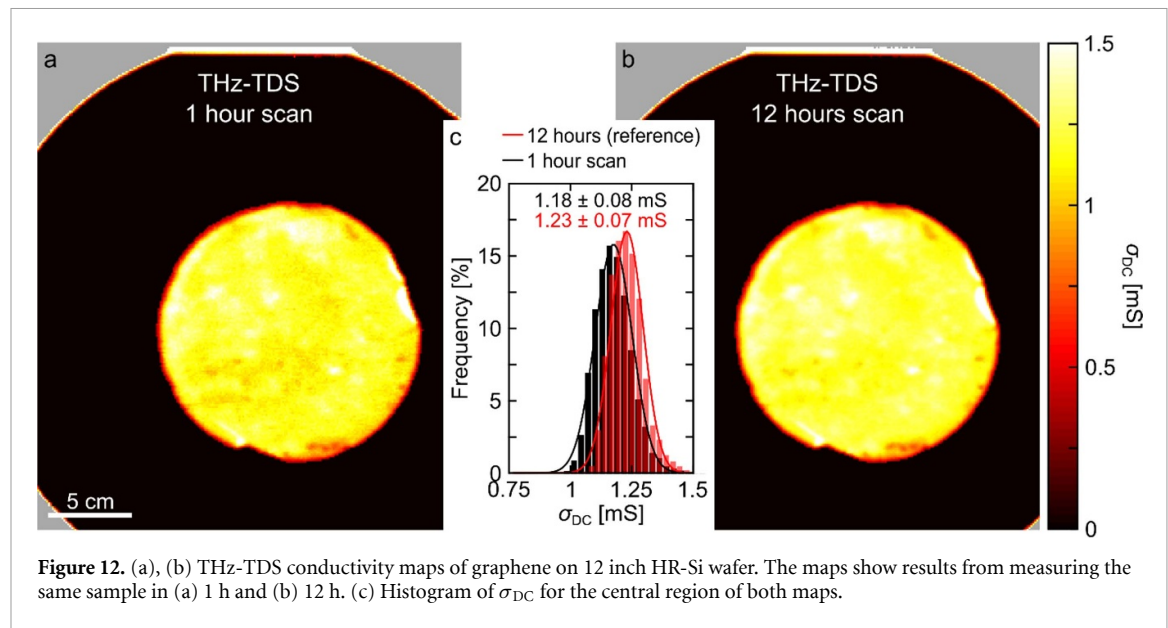 a
THz-TDS
1 hour scan
5 cm
c
12 hours (reference)
1 hour scan
20
15
10
5
0
Frequency [%]
1.18 ± 0.08 mS
1.23 ± 0.07 mS
0.75
1
1.25
1.5
σDC [mS]
b
THz-TDS
12 hours scan
1.5
1
0.5
0
σDC [mS]
Figure 12. (a), (b) THz-TDS conductivity maps of graphene on 12 inch HR-Si wafer. The maps show results from measuring the
same sample in (a) 1 h and (b) 12 h. (c) Histogram of σDC for the central region of both maps.